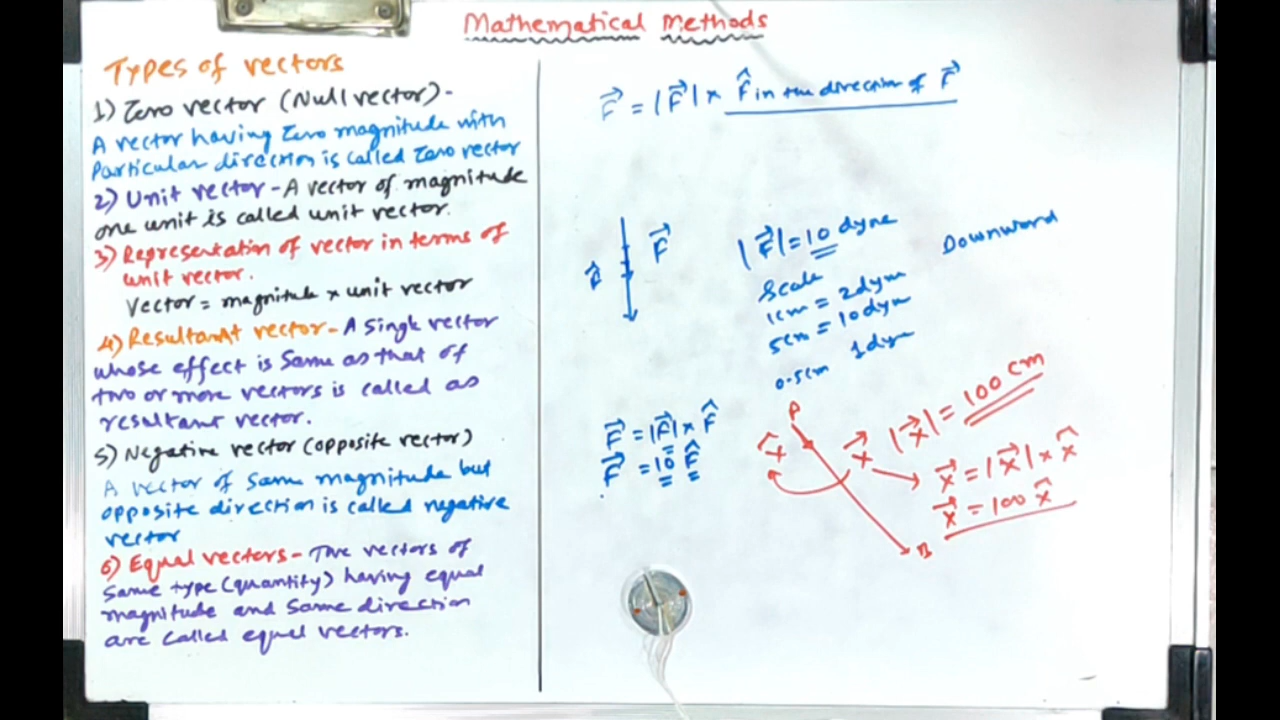 Mathematical Methods
Types of vectors
1) Zero vector (Null vector) -
A vector having Zero magnitude with
Particular direction is called Zero vector
2) Unit vector - A vector of magnitude
one unit is called unit vector.
3) Representation of vector in terms of
unit vector.
Vector = magnitude × unit vector
4) Resultant vector - A Single vector
whose effect is same as that of
two or more vectors is called as
resultant vector.
5) Negative vector (opposite vector)
A vector of same magnitude but
opposite direction is called negative
vector
6) Equal vectors - The vectors of
same type (quantity) having equal
magnitude and same direction
are called equal vectors.
F⃗ = |F⃗| × F̂ in the direction of F⃗
F⃗
|F⃗| = 10 dyne
Downward
Scale
1cm = 2dyn
5cm = 10dyn
0.5cm 1dyn
F⃗ = |F⃗| × F̂
F⃗ = 10 F̂
x̂
x⃗ |x⃗| = 100 cm
x⃗ = |x⃗| × x̂
x⃗ = 100 x̂
B